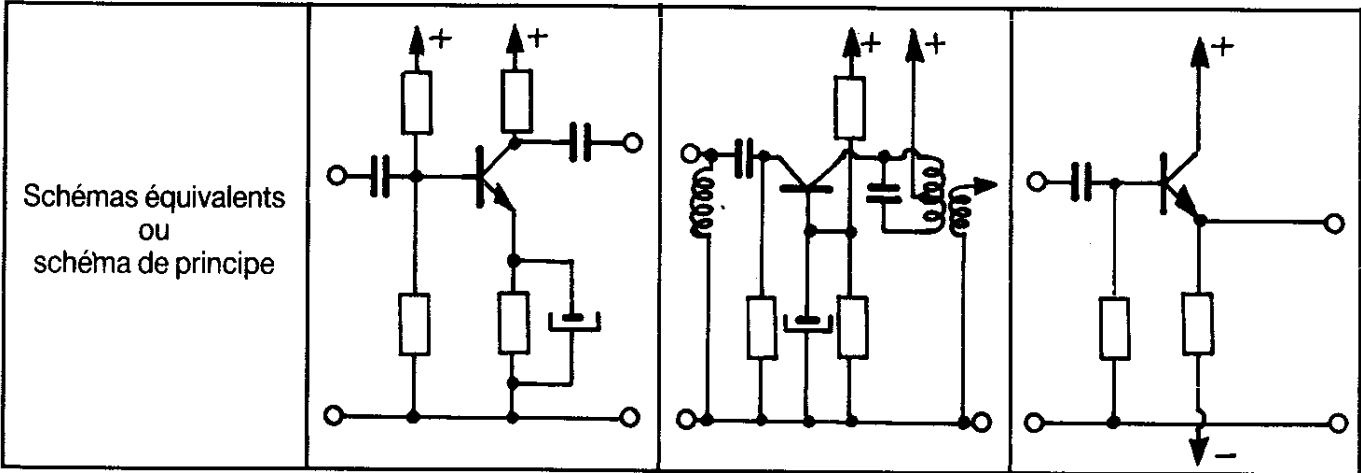 Schémas équivalents
ou
schéma de principe
+ + + + +
-